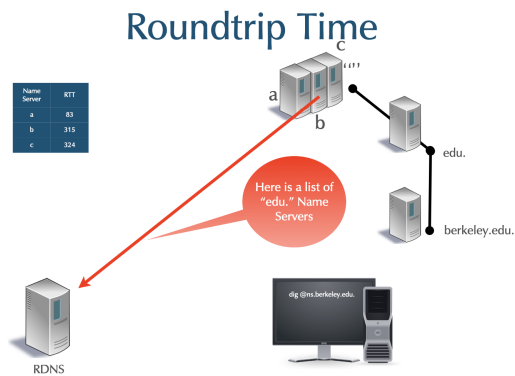 Roundtrip Time
c
“”
Name Server RTT
a 83
b 315
c 324
a
b
edu.
Here is a list of
“edu.” Name
Servers
berkeley.edu.
dig @ns.berkeley.edu.
RDNS